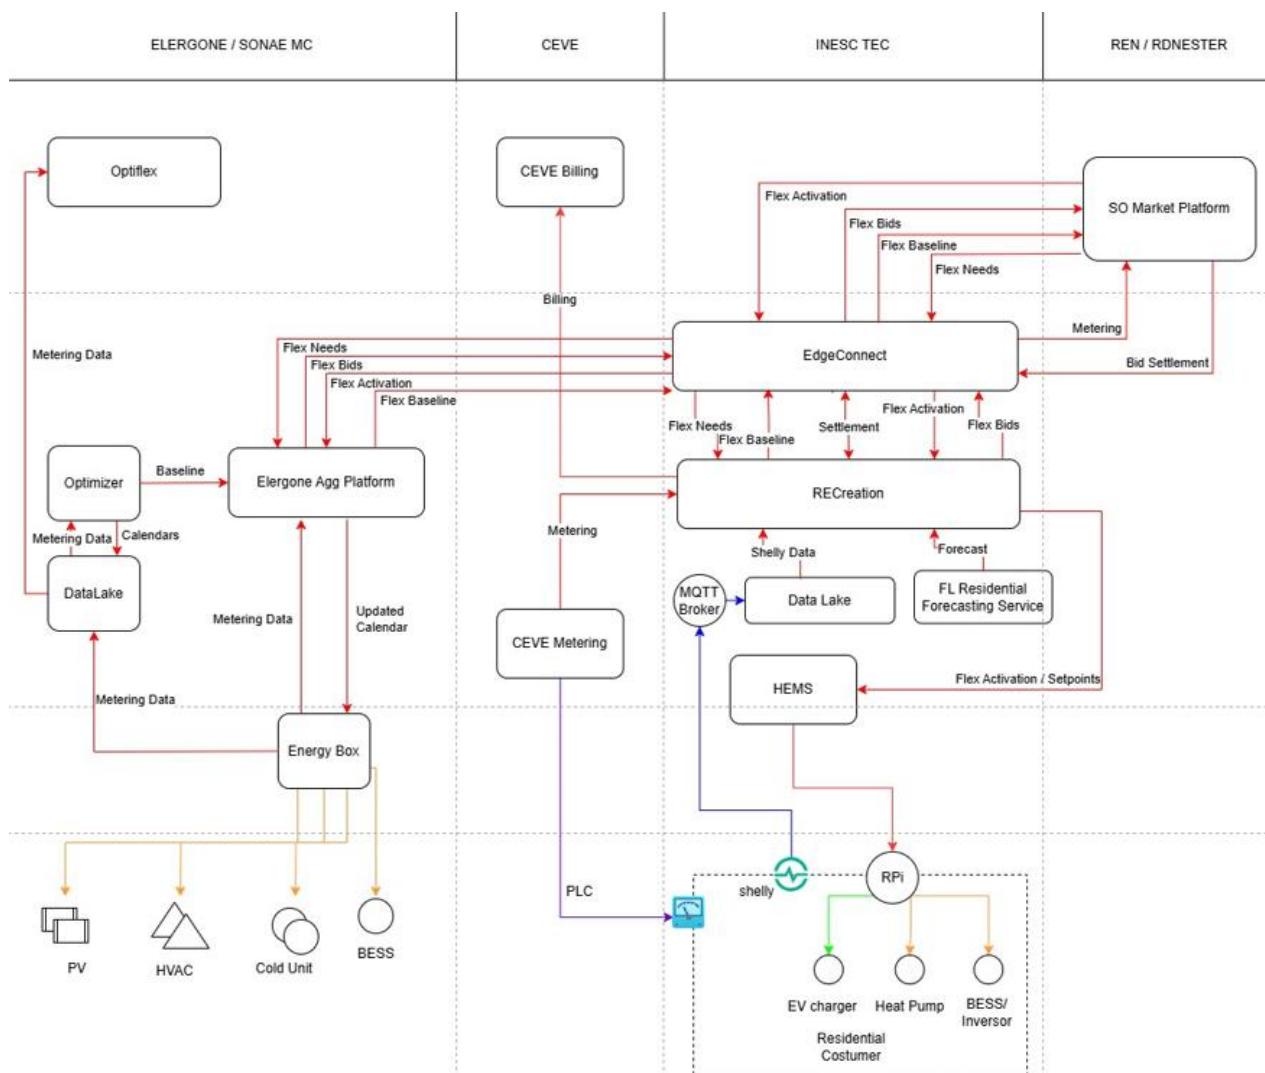 ELERGONE / SONAE MC
CEVE
INESC TEC
REN / RDNESTER
Optiflex
CEVE Billing
SO Market Platform
Flex Activation
Flex Bids
Flex Baseline
Flex Needs
Billing
Metering
Bid Settlement
EdgeConnect
Metering Data
Flex Needs
Flex Bids
Flex Activation
Flex Baseline
Flex Needs
Flex Baseline
Settlement
Flex Activation
Flex Bids
Optimizer
Baseline
Elergone Agg Platform
RECreation
Metering Data
Calendars
Metering
Shelly Data
Forecast
DataLake
MQTT
Broker
Data Lake
FL Residential
Forecasting Service
Metering Data
Updated
Calendar
CEVE Metering
HEMS
Flex Activation / Setpoints
Metering Data
Energy Box
PLC
shelly
RPi
PV
HVAC
Cold Unit
BESS
EV charger
Heat Pump
BESS/
Inversor
Residential
Costumer